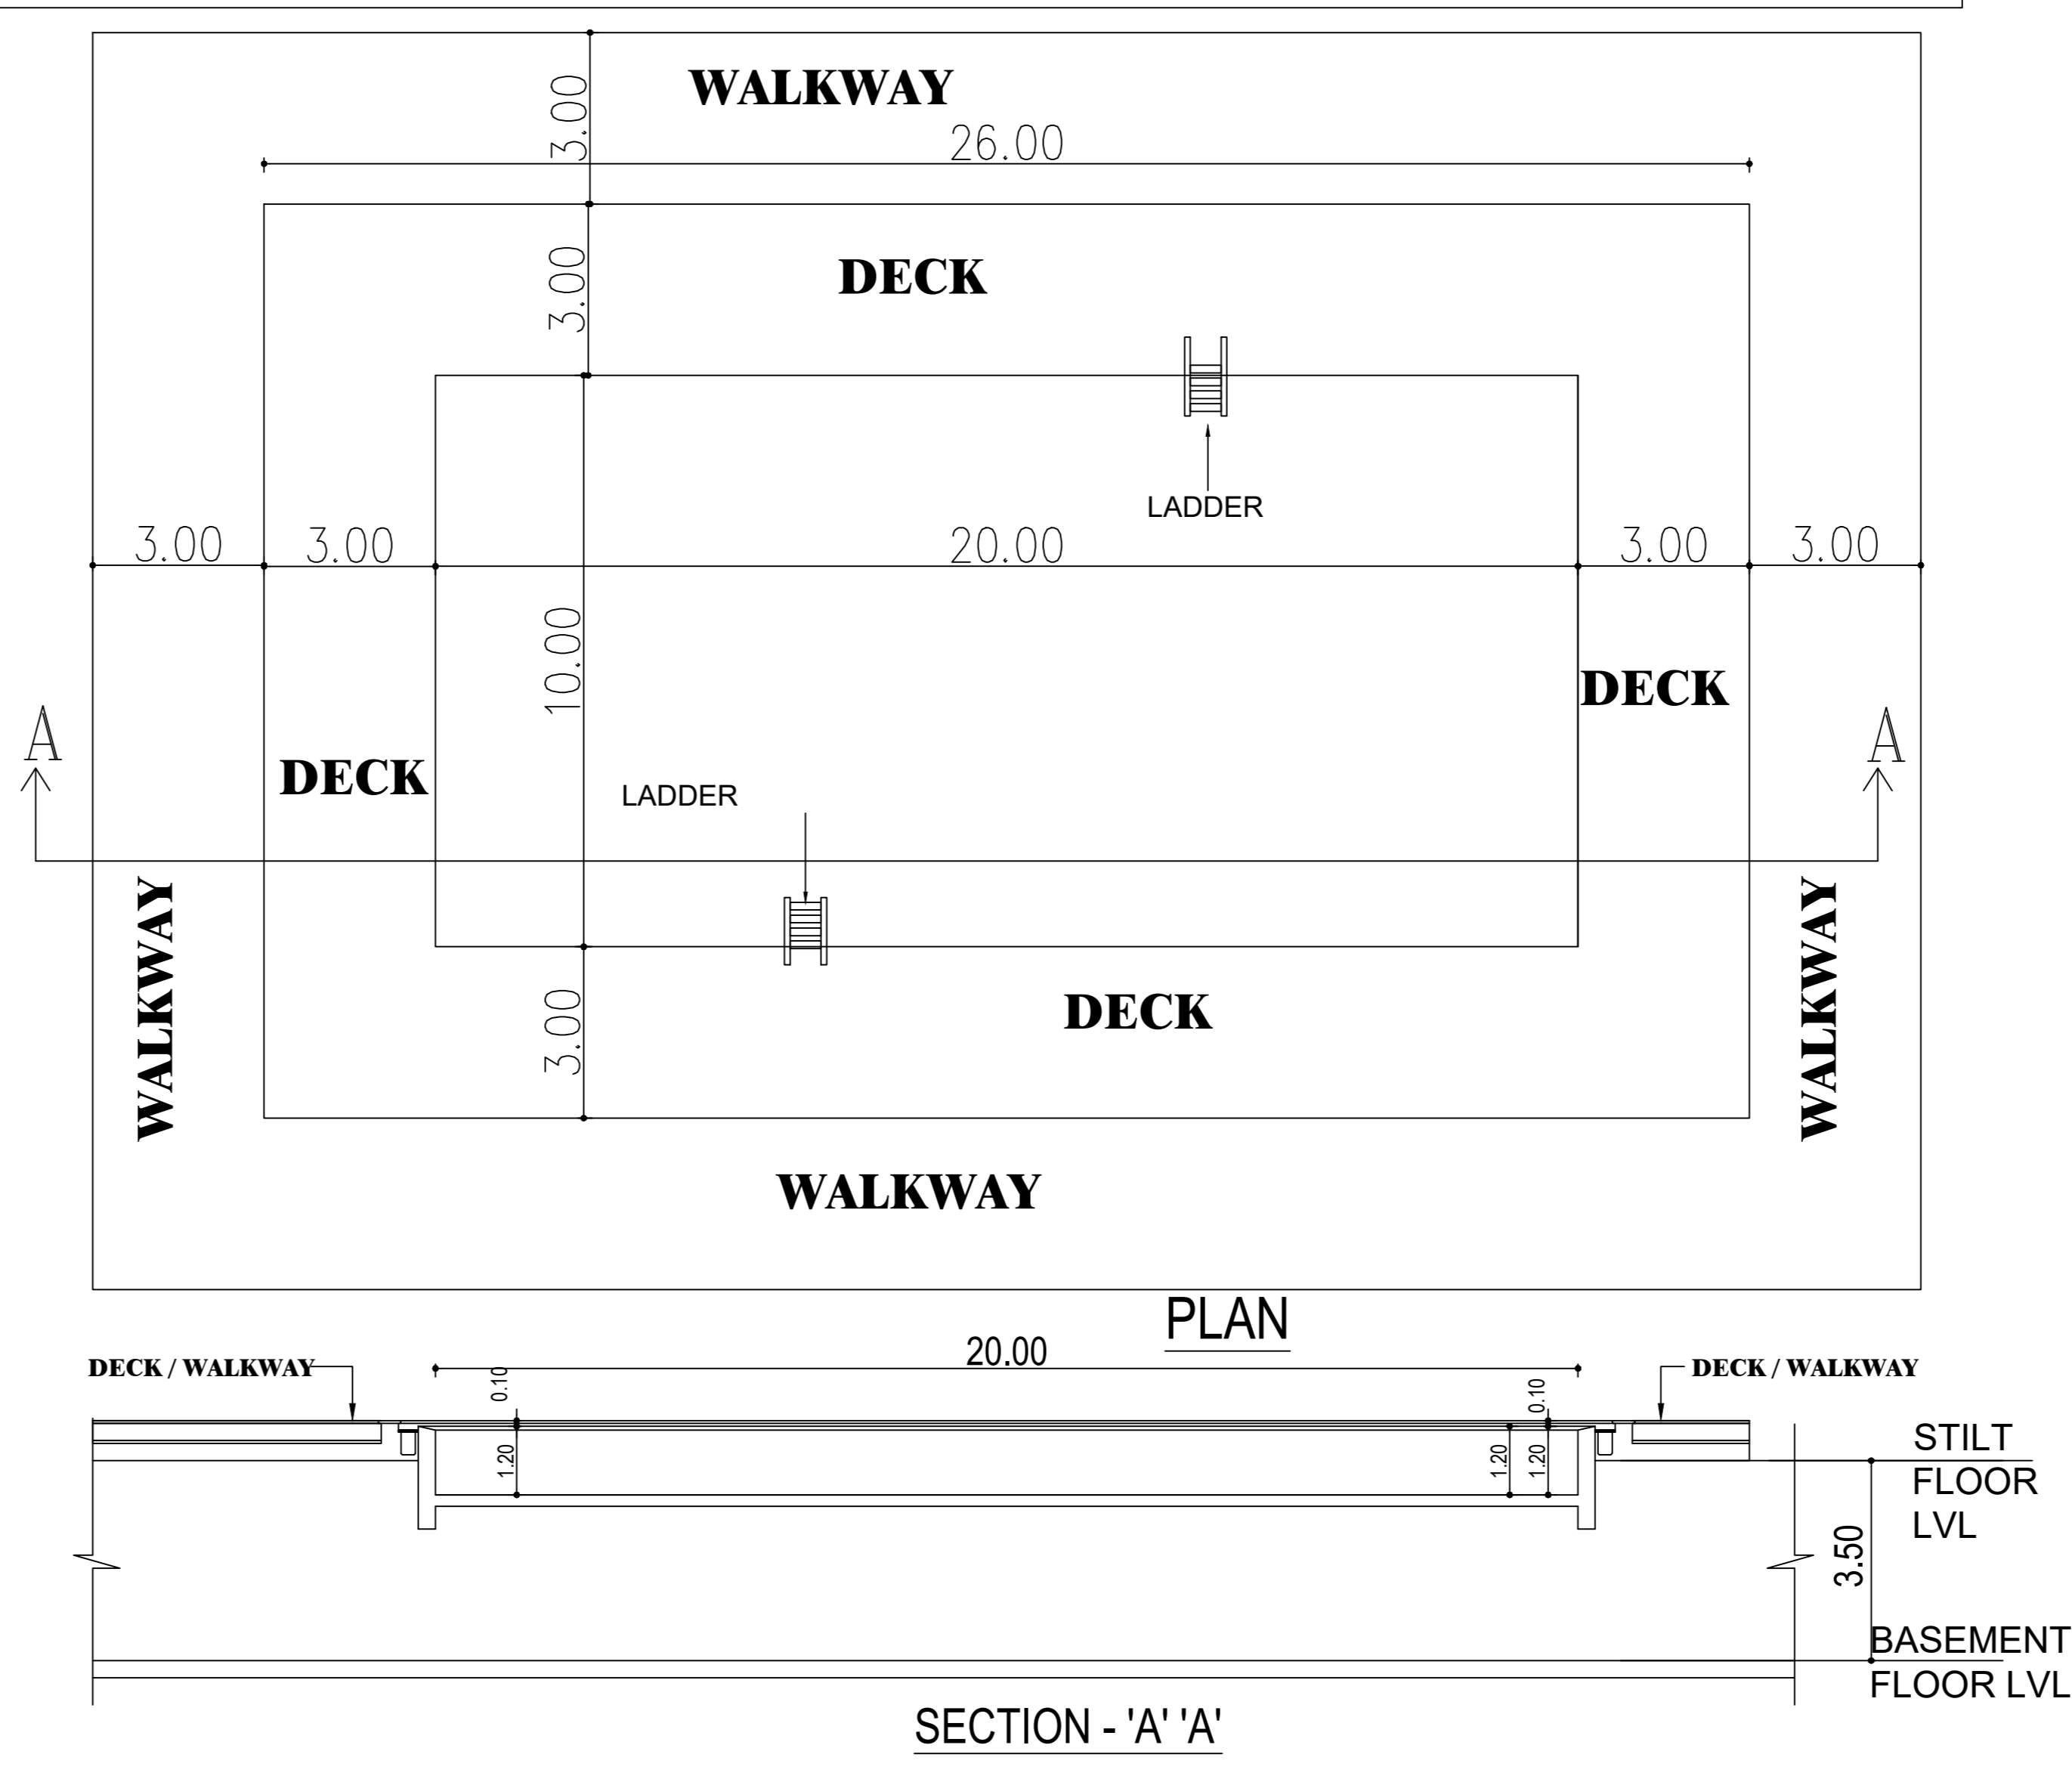 WALKWAY
3.00
26.00
3.00
DECK
LADDER
3.00
3.00
20.00
3.00
3.00
10.00
DECK
A
A
DECK
LADDER
WALKWAY
WALKWAY
3.00
DECK
WALKWAY
PLAN
20.00
DECK / WALKWAY
0.10
0.10
DECK / WALKWAY
1.20
1.20
1.20
STILT
FLOOR
LVL
3.50
BASEMENT
FLOOR LVL
SECTION - 'A' 'A'